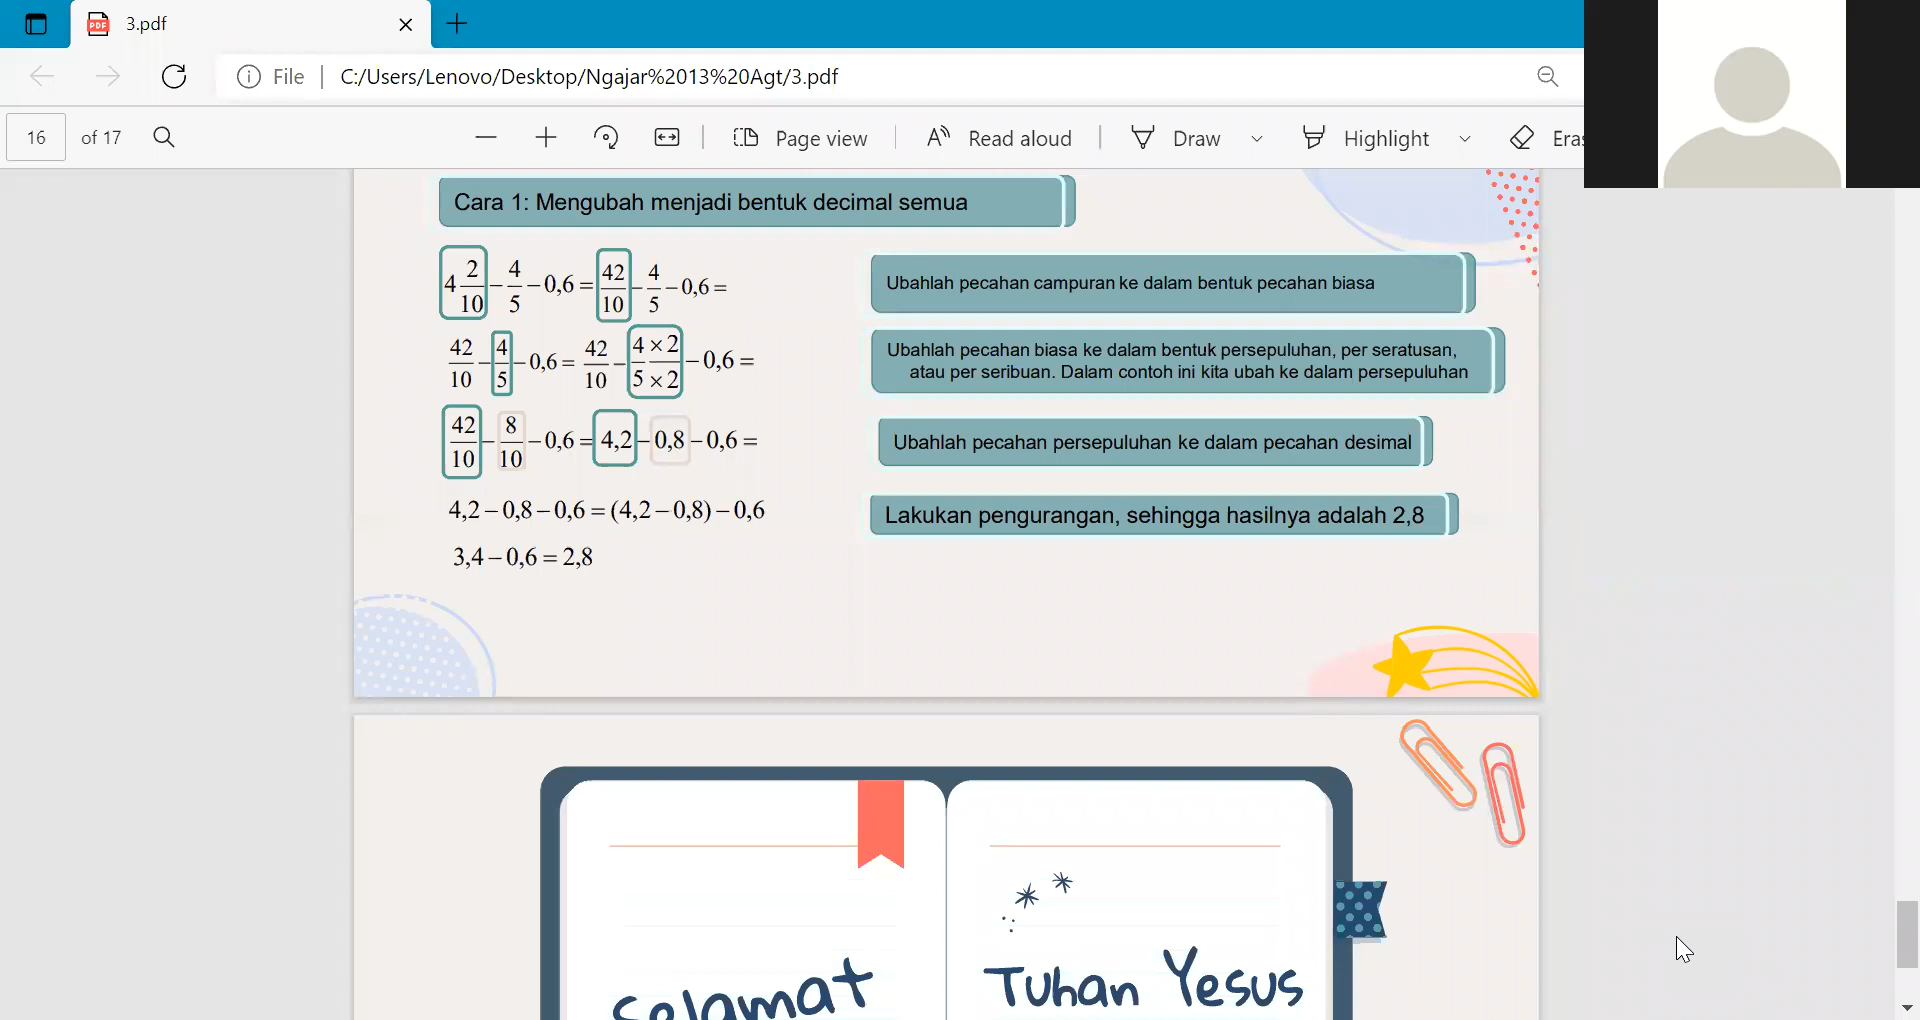 3.pdf
File
C:/Users/Lenovo/Desktop/Ngajar%2013%20Agt/3.pdf
16 of 17
Page view
Read aloud
Draw
Highlight
Cara 1: Mengubah menjadi bentuk decimal semua
4 2/10 − 4/5 − 0,6 = 42/10 − 4/5 − 0,6 =
Ubahlah pecahan campuran ke dalam bentuk pecahan biasa
42/10 − 4/5 − 0,6 = 42/10 − 4 × 2/5 × 2 − 0,6 =
Ubahlah pecahan biasa ke dalam bentuk persepuluhan, per seratusan,
atau per seribuan. Dalam contoh ini kita ubah ke dalam persepuluhan
42/10 − 8/10 − 0,6 = 4,2 − 0,8 − 0,6 =
Ubahlah pecahan persepuluhan ke dalam pecahan desimal
4,2 − 0,8 − 0,6 = (4,2 − 0,8) − 0,6
Lakukan pengurangan, sehingga hasilnya adalah 2,8
3,4 − 0,6 = 2,8
Selamat
Tuhan Yesus